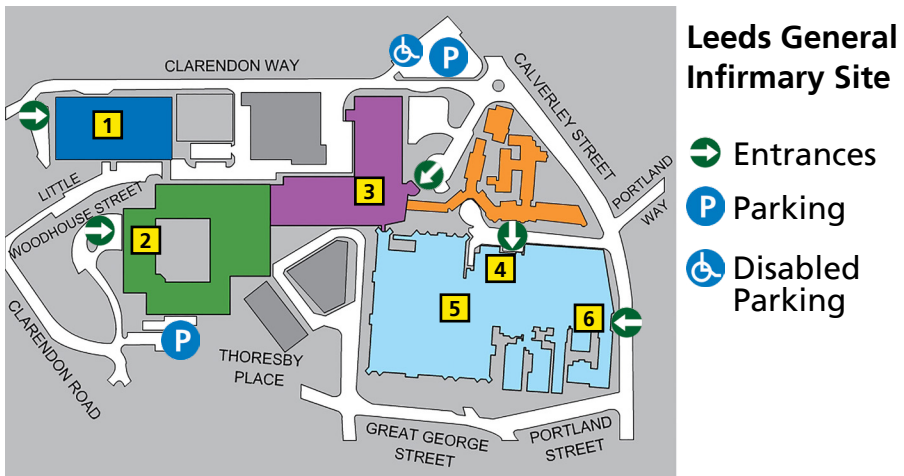 Leeds General
Infirmary Site
Entrances
P Parking
Disabled
Parking
CLARENDON WAY
P
CALVERLEY STREET
PORTLAND
WAY
1
LITTLE
WOODHOUSE STREET
2
3
4
5
6
CLARENDON ROAD
P
THORESBY
PLACE
GREAT GEORGE
STREET
PORTLAND
STREET